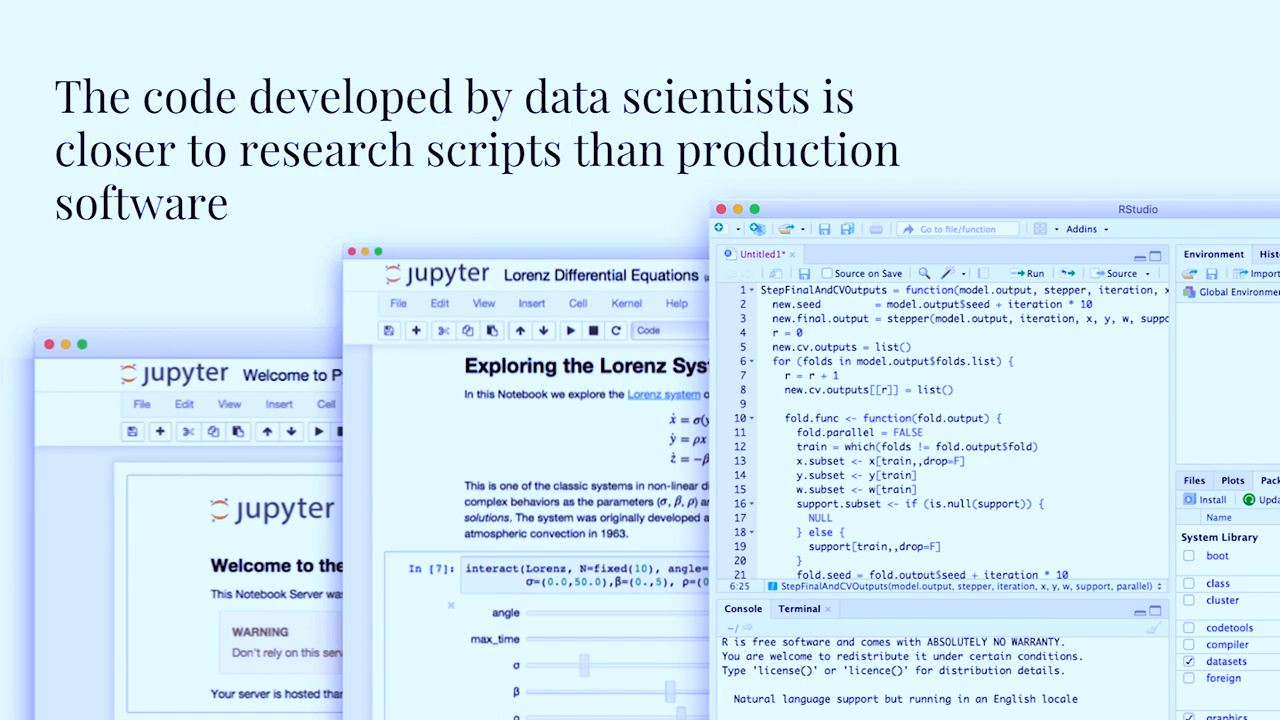 The code developed by data scientists is
closer to research scripts than production
software
jupyter Welcome to P
File Edit View Insert Cell
jupyter
Welcome to the
This Notebook Server was
WARNING
Don't rely on this serv
Your server is hosted than
jupyter Lorenz Differential Equations
File Edit View Insert Cell Kernel Help
Code
Exploring the Lorenz Sys
In this Notebook we explore the Lorenz system o
ẋ = σ(y
ẏ = ρx
ż = −β
This is one of the classic systems in non-linear di
complex behaviors as the parameters (σ, β, ρ) ar
solutions. The system was originally developed a
atmospheric convection in 1963.
In [7]: interact(Lorenz, N=fixed(10), angle=
σ=(0.0,50.0),β=(0.,5), ρ=(0
angle
max_time
σ
β
RStudio
Go to file/function
Addins
Untitled1*
Source on Save
Run
Source
1 StepFinalAndCVOutputs = function(model.output, stepper, iteration, x
2 new.seed = model.output$seed + iteration * 10
3 new.final.output = stepper(model.output, iteration, x, y, w, suppo
4 r = 0
5 new.cv.outputs = list()
6 for (folds in model.output$folds.list) {
7 r = r + 1
8 new.cv.outputs[[r]] = list()
9
10 fold.func <- function(fold.output) {
11 fold.parallel = FALSE
12 train = which(folds != fold.output$fold)
13 x.subset <- x[train,,drop=F]
14 y.subset <- y[train]
15 w.subset <- w[train]
16 support.subset <- if (is.null(support)) {
17 NULL
18 } else {
19 support[train,,drop=F]
20 }
21 fold.seed = fold.output$seed + iteration * 10
6:25 StepFinalAndCVOutputs(model.output, stepper, iteration, x, y, w, support, parallel)
Console Terminal
~/
R is free software and comes with ABSOLUTELY NO WARRANTY.
You are welcome to redistribute it under certain conditions.
Type 'license()' or 'licence()' for distribution details.
Natural language support but running in an English locale
Environment Histo
Import
Global Environme
Files Plots Pack
Install Upda
Name
System Library
boot
class
cluster
codetools
compiler
datasets
foreign
graphics